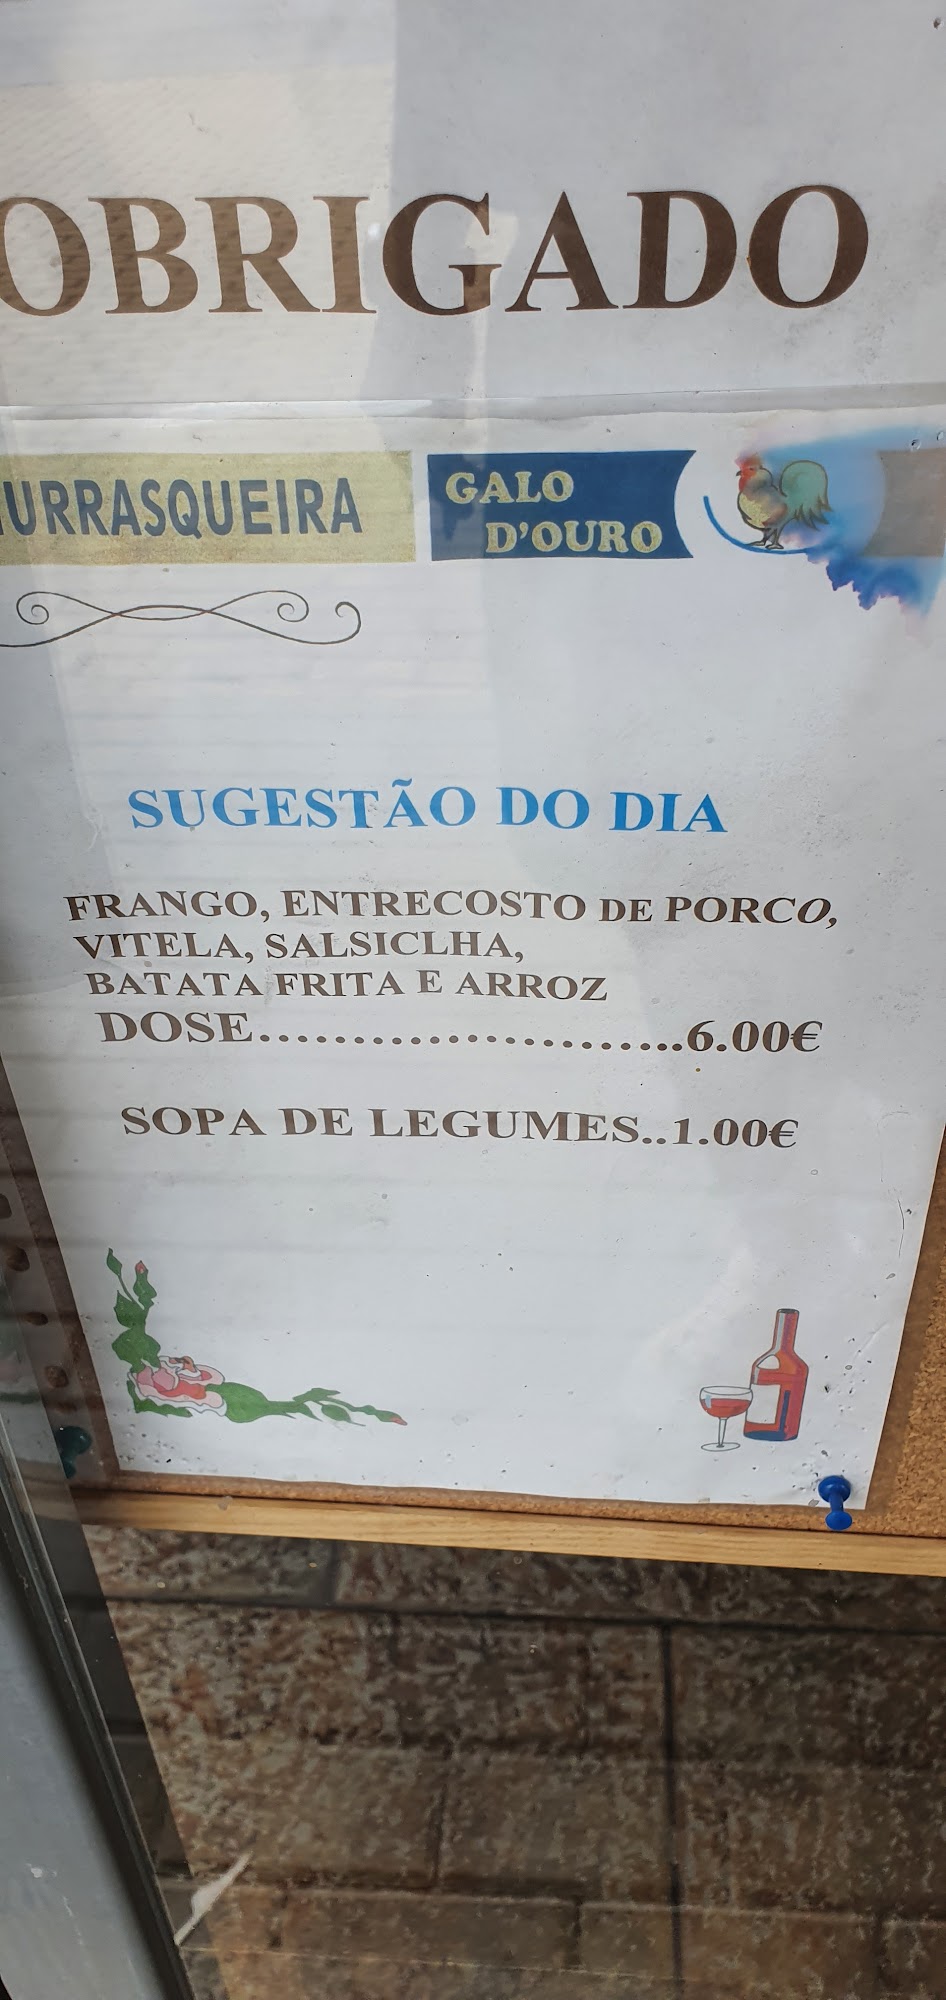 OBRIGADO
URRASQUEIRA
GALO
D'OURO
SUGESTÃO DO DIA
FRANGO, ENTRECOSTO DE PORCO,
VITELA, SALSICLHA,
BATATA FRITA E ARROZ
DOSE.........................6.00€
SOPA DE LEGUMES..1.00€